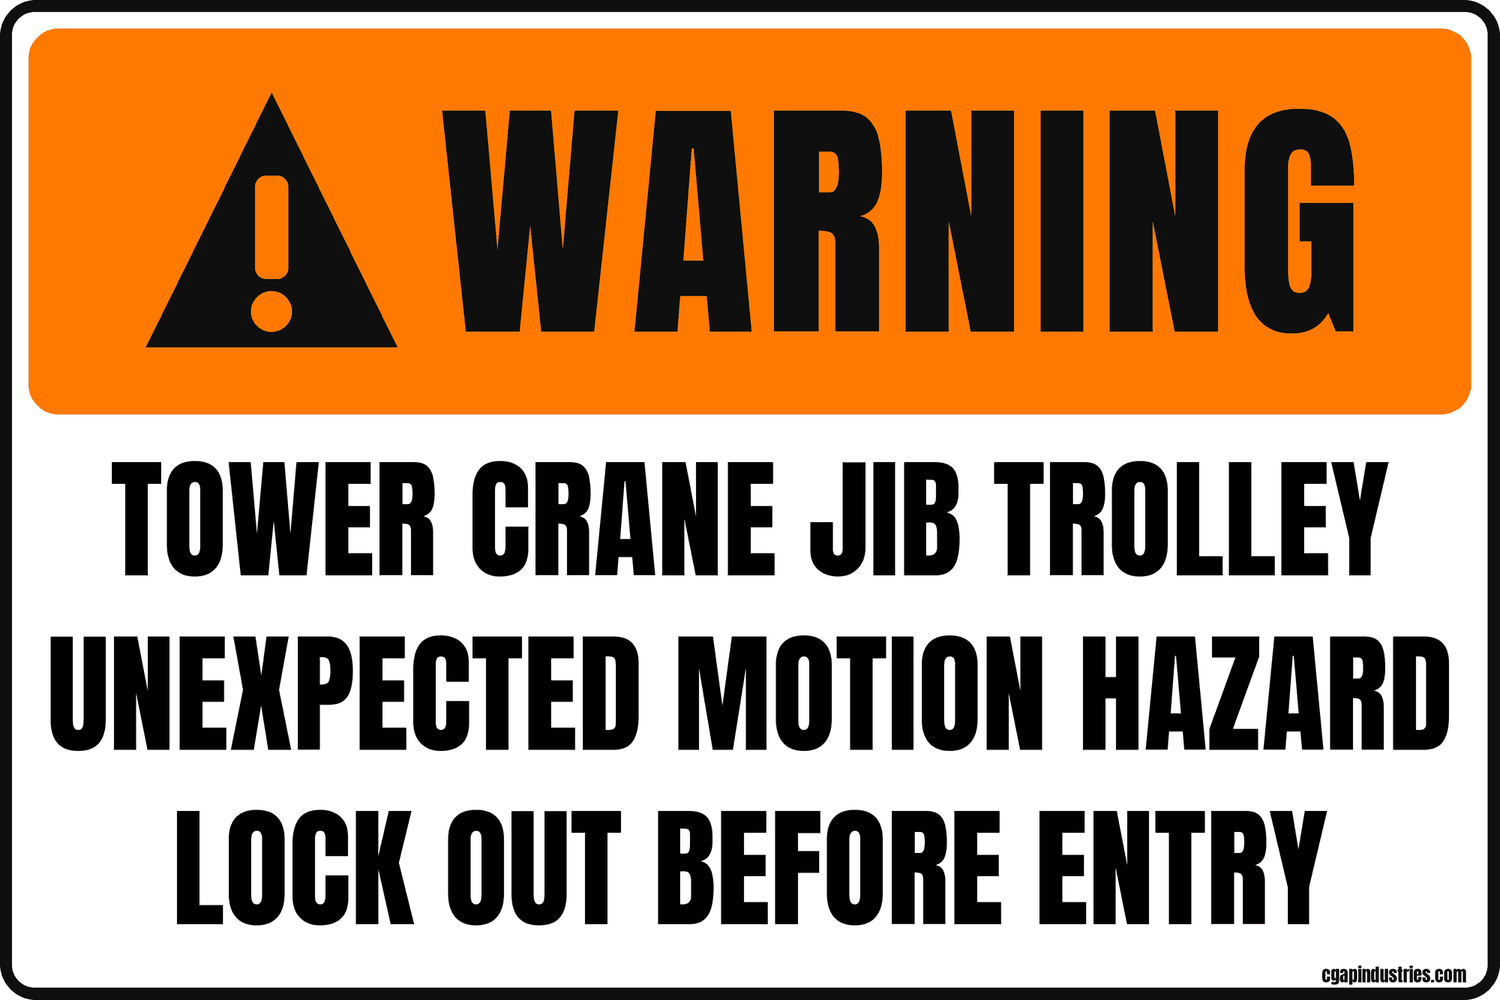 WARNING
TOWER CRANE JIB TROLLEY
UNEXPECTED MOTION HAZARD
LOCK OUT BEFORE ENTRY
cgapindustries.com